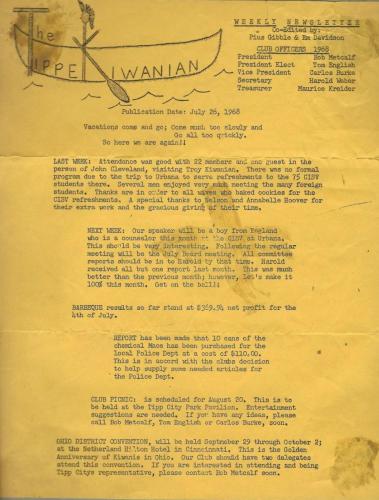 The
TIPPE KIWANIAN
WEEKLY NEWSLETTER
Co-Edited by:
Pius Gibble & Em Davidson
CLUB OFFICERS 1968
President Bob Metcalf
President Elect Tom English
Vice President Carlos Burke
Secretary Harold Weber
Treasurer Maurice Kreider
Publication Date: July 26, 1968
Vacations come and go; Come much too slowly and
Go all too qrickly.
So here we are again!!
LAST WEEK: Attendance was good with 22 members and one guest in the
person of John Cleveland, visiting Troy Kiwanian. There was no formal
program due to the trip to Urbana to serve refreshments to the 75 CISV
students there. Several men enjoyed very much meeting the many foreign
students. Thanks are in order to all wives who baked cookies for the
CISV refreshments. A special thanks to Nelson and Annabelle Hoover for
their extra work and the gracious giving of their time.
NEXT WEEK: Our speaker will be a boy from England
who is a counselor this month at the CISV at Urbana.
This should be very interesting. Following the regular
meeting will be the July Board meeting. All committee
reports should be in to Harold by that time. Harold
received all but one report last month. This was much
better than the previous month; however, let's make it
100% this month. Get on the ball!!
BARBEQUE results so far stand at $369.94 net profit for the
4th of July.
REPORT has been made that 10 cans of the
chemical Mace has been purchased for the
Local Police Dept at a cost of $110.00.
This is in accord with the clubs decision
to help supply some needed articles for
the Police Dept.
CLUB PICNIC: is scheduled for August 20. This is to
be held at the Tipp City Park Pavilion. Entertainment
suggestions are needed. If you have any ideas, please
call Bob Metcalf, Tom English or Carlos Burke, soon.
OHIO DISTRICT CONVENTION, will be held September 29 through October 2;
at the Netherland Hilton Hotel in Cinncinnati. This is the Golden
Anniversary of Kiwanis in Ohio. Our Club should have two delegates
attend this convention. If you are interested in attending and being
Tipp Citys representative, please contact Bob Metcalf soon.